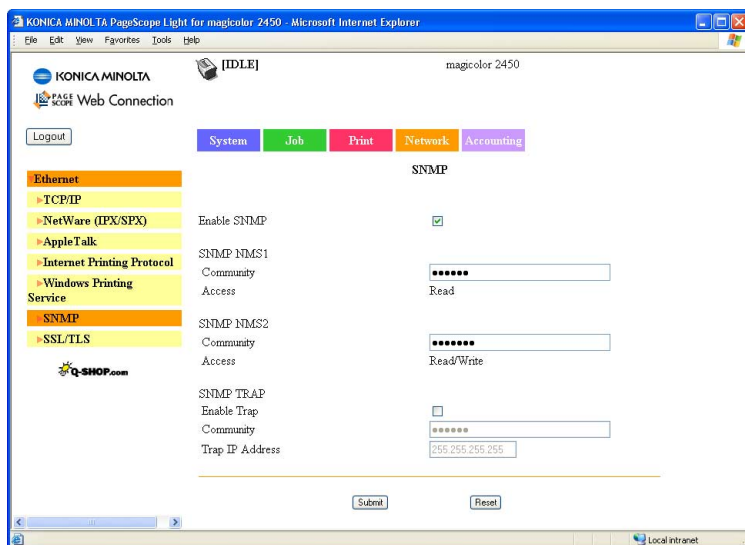 KONICA MINOLTA PageScope Light for magicolor 2450 - Microsoft Internet Explorer
File Edit View Favorites Tools Help
KONICA MINOLTA
PAGE SCOPE Web Connection
[IDLE]
magicolor 2450
Logout
System Job Print Network Accounting
Ethernet
TCP/IP
NetWare (IPX/SPX)
AppleTalk
Internet Printing Protocol
Windows Printing
Service
SNMP
SSL/TLS
Q-SHOP.com
SNMP
Enable SNMP
SNMP NMS1
Community ●●●●●●
Access Read
SNMP NMS2
Community ●●●●●●●
Access Read/Write
SNMP TRAP
Enable Trap
Community ●●●●●●
Trap IP Address 255.255.255.255
Submit Reset
Local intranet